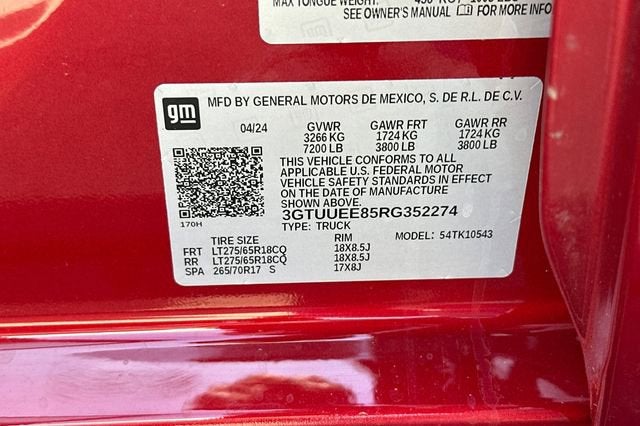 MAX TONGUE WEIGHT:
SEE OWNER'S MANUAL FOR MORE INFO
gm
MFD BY GENERAL MOTORS DE MEXICO, S. DE R.L. DE C.V.
04/24 GVWR GAWR FRT GAWR RR
3266 KG 1724 KG 1724 KG
7200 LB 3800 LB 3800 LB
THIS VEHICLE CONFORMS TO ALL
APPLICABLE U.S. FEDERAL MOTOR
VEHICLE SAFETY STANDARDS IN EFFECT
ON THE DATE OF MANUFACTURE
SHOWN ABOVE.
170H
3GTUUEE85RG352274
TYPE: TRUCK
MODEL: 54TK10543
TIRE SIZE RIM
FRT LT275/65R18CQ 18X8.5J
RR LT275/65R18CQ 18X8.5J
SPA 265/70R17 S 17X8J